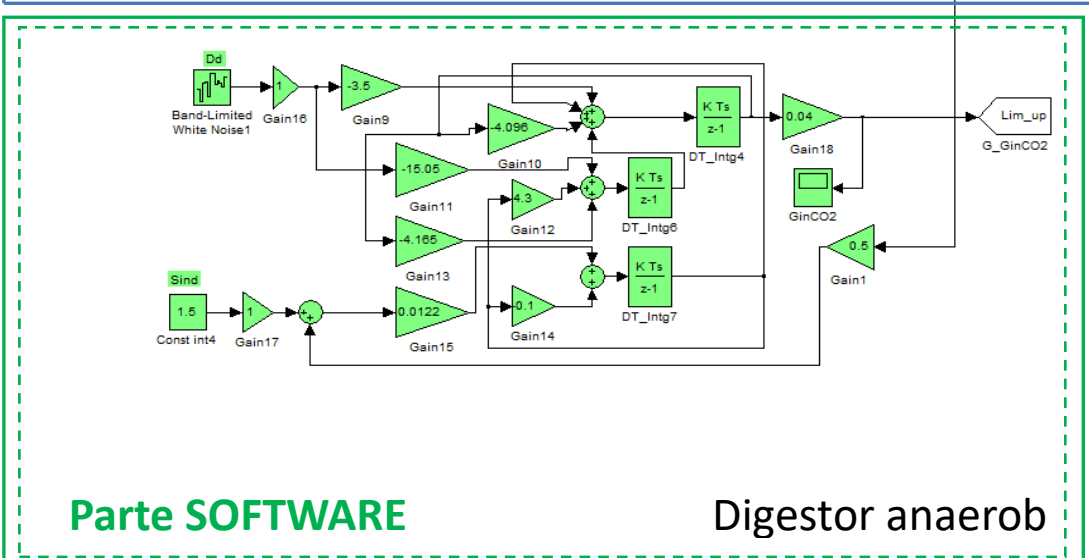 Dd
Band-Limited
White Noise1
1
Gain16
-3.5
Gain9
-4.096
Gain10
K Ts
z-1
DT_Intg4
0.04
Gain18
Lim_up
G_GinCO2
-15.05
Gain11
4.3
Gain12
K Ts
z-1
DT_Intg6
GinCO2
-4.165
Gain13
0.5
Gain1
K Ts
z-1
DT_Intg7
Sind
1.5
Const int4
1
Gain17
0.0122
Gain15
0.1
Gain14
Parte SOFTWARE
Digestor anaerob